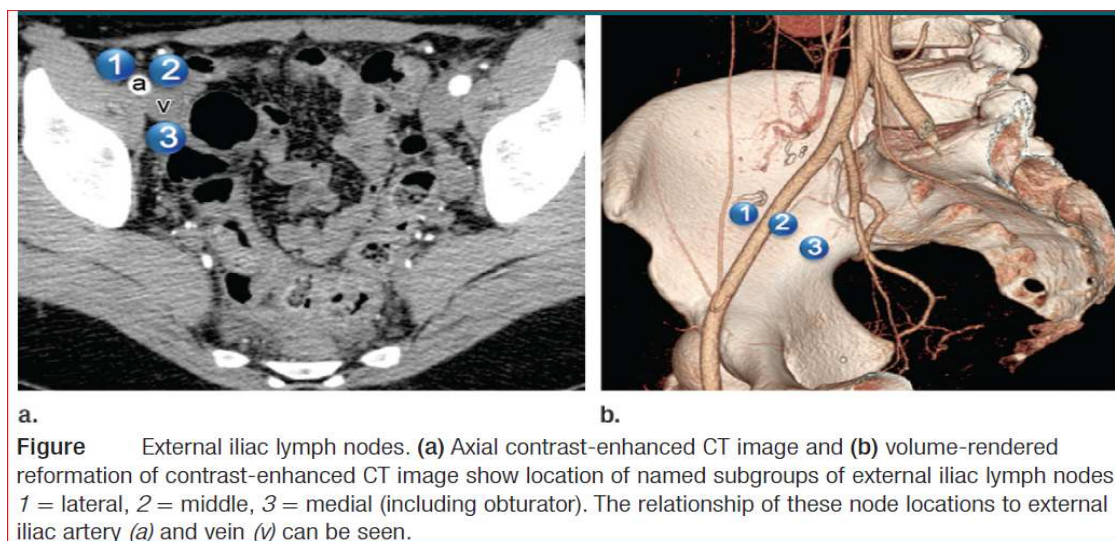 1
2
a
v
3
1
2
3
a.
b.
Figure External iliac lymph nodes. (a) Axial contrast-enhanced CT image and (b) volume-rendered
reformation of contrast-enhanced CT image show location of named subgroups of external iliac lymph nodes
1 = lateral, 2 = middle, 3 = medial (including obturator). The relationship of these node locations to external
iliac artery (a) and vein (v) can be seen.